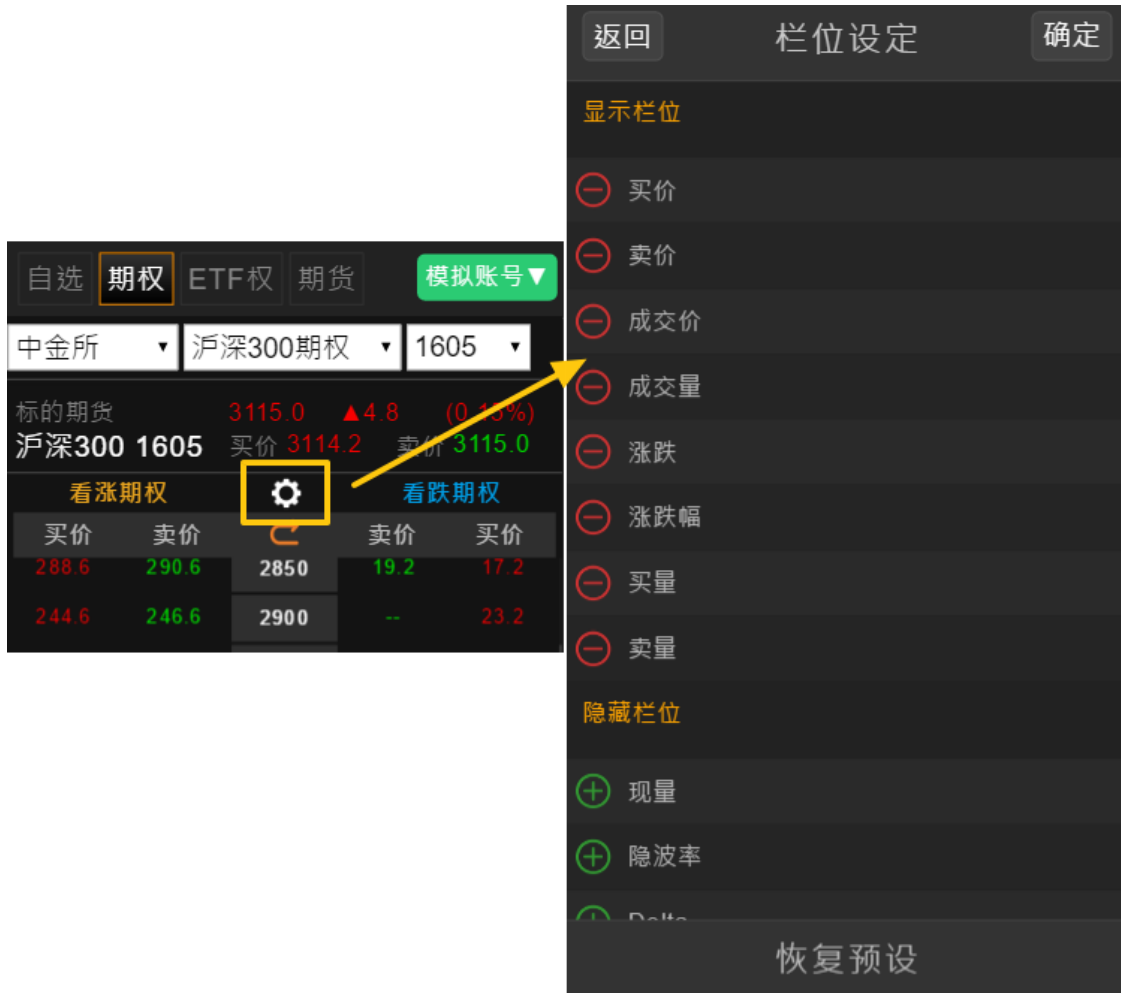 自选 期权 ETF权 期货 模拟账号▼
中金所 ▼ 沪深300期权 ▼ 1605 ▼
标的期货 3115.0 ▲4.8 (0.15%)
沪深300 1605 买价 3114.2 卖价 3115.0
看涨期权 看跌期权
买价 卖价 卖价 买价
288.6 290.6 2850 19.2 17.2
244.6 246.6 2900 -- 23.2
返回 栏位设定 确定
显示栏位
买价
卖价
成交价
成交量
涨跌
涨跌幅
买量
卖量
隐藏栏位
现量
隐波率
Delta
恢复预设